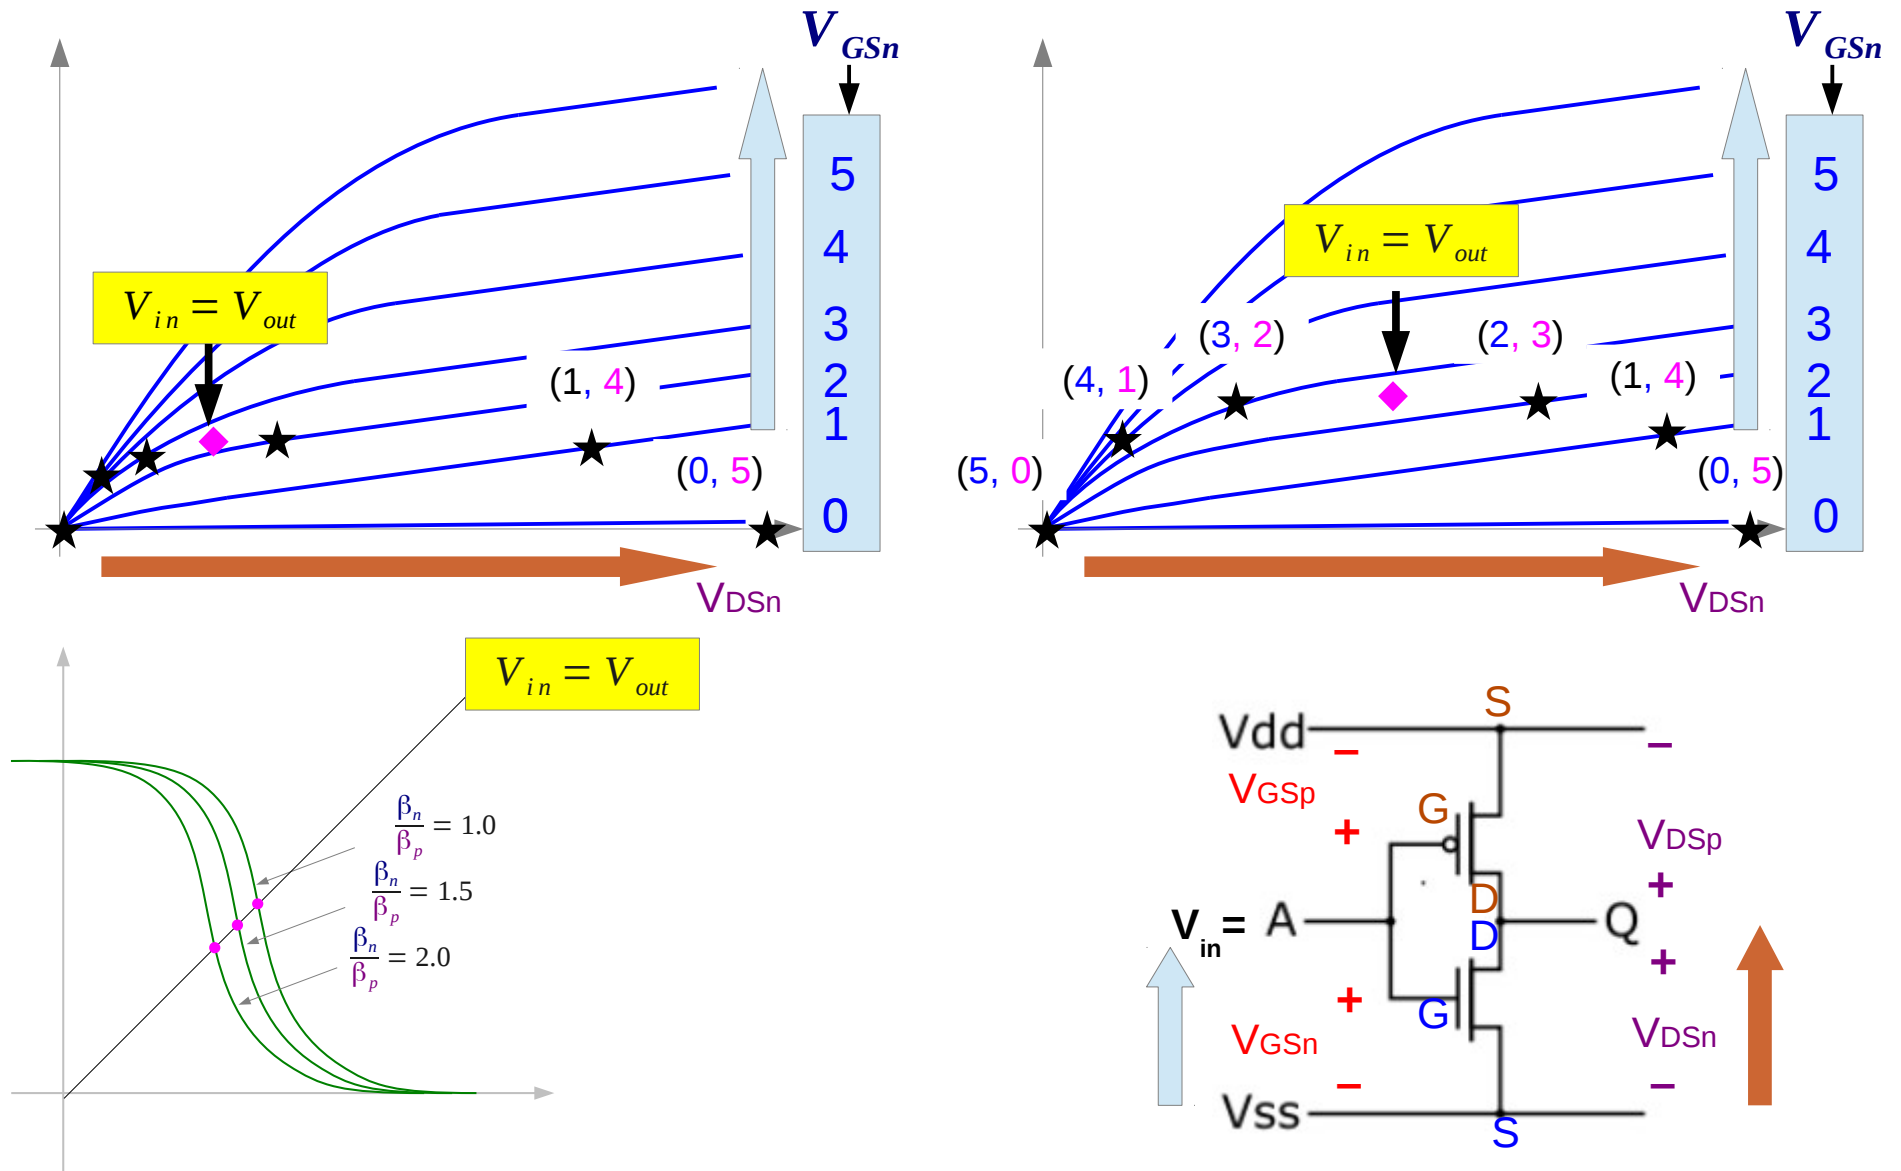 V GSn
5
4
3
2
1
0
V in = V out
(1, 4)
(0, 5)
VDSn
V GSn
5
4
3
2
1
0
V in = V out
(3, 2)
(2, 3)
(4, 1)
(1, 4)
(5, 0)
(0, 5)
VDSn
V in = V out
βn/βp = 1.0
βn/βp = 1.5
βn/βp = 2.0
S
Vdd
−
−
VGSp
G
+
VDSp
+
D
Vin=
A
D
Q
+
+
G
VGSn
VDSn
−
−
Vss
S